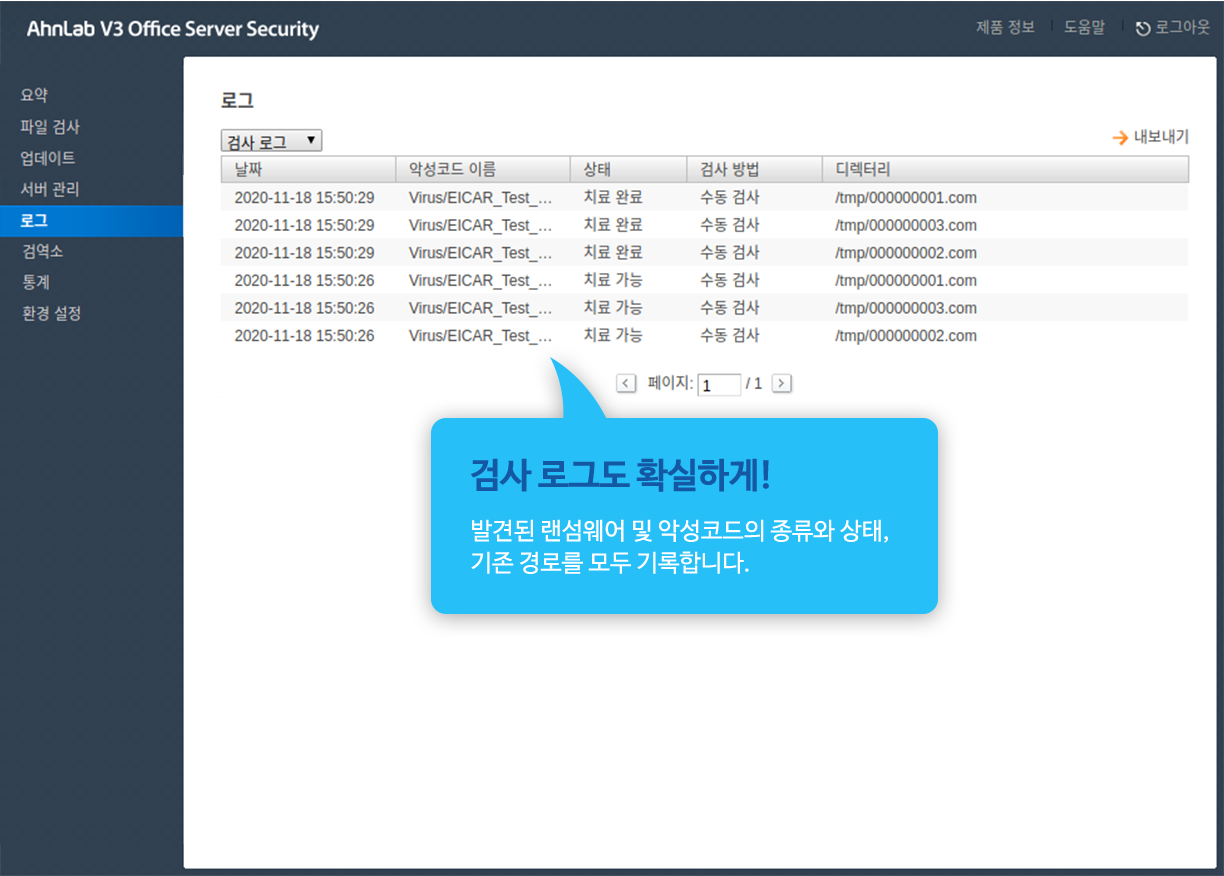 AhnLab V3 Office Server Security
제품 정보 도움말 로그아웃
요약
파일 검사
업데이트
서버 관리
로그
검역소
통계
환경 설정
로그
검사 로그 ▼
내보내기
날짜 악성코드 이름 상태 검사 방법 디렉터리
2020-11-18 15:50:29 Virus/EICAR_Test_... 치료 완료 수동 검사 /tmp/000000001.com
2020-11-18 15:50:29 Virus/EICAR_Test_... 치료 완료 수동 검사 /tmp/000000003.com
2020-11-18 15:50:29 Virus/EICAR_Test_... 치료 완료 수동 검사 /tmp/000000002.com
2020-11-18 15:50:26 Virus/EICAR_Test_... 치료 가능 수동 검사 /tmp/000000001.com
2020-11-18 15:50:26 Virus/EICAR_Test_... 치료 가능 수동 검사 /tmp/000000003.com
2020-11-18 15:50:26 Virus/EICAR_Test_... 치료 가능 수동 검사 /tmp/000000002.com
< 페이지: 1 / 1 >
검사 로그도 확실하게!
발견된 랜섬웨어 및 악성코드의 종류와 상태,
기존 경로를 모두 기록합니다.